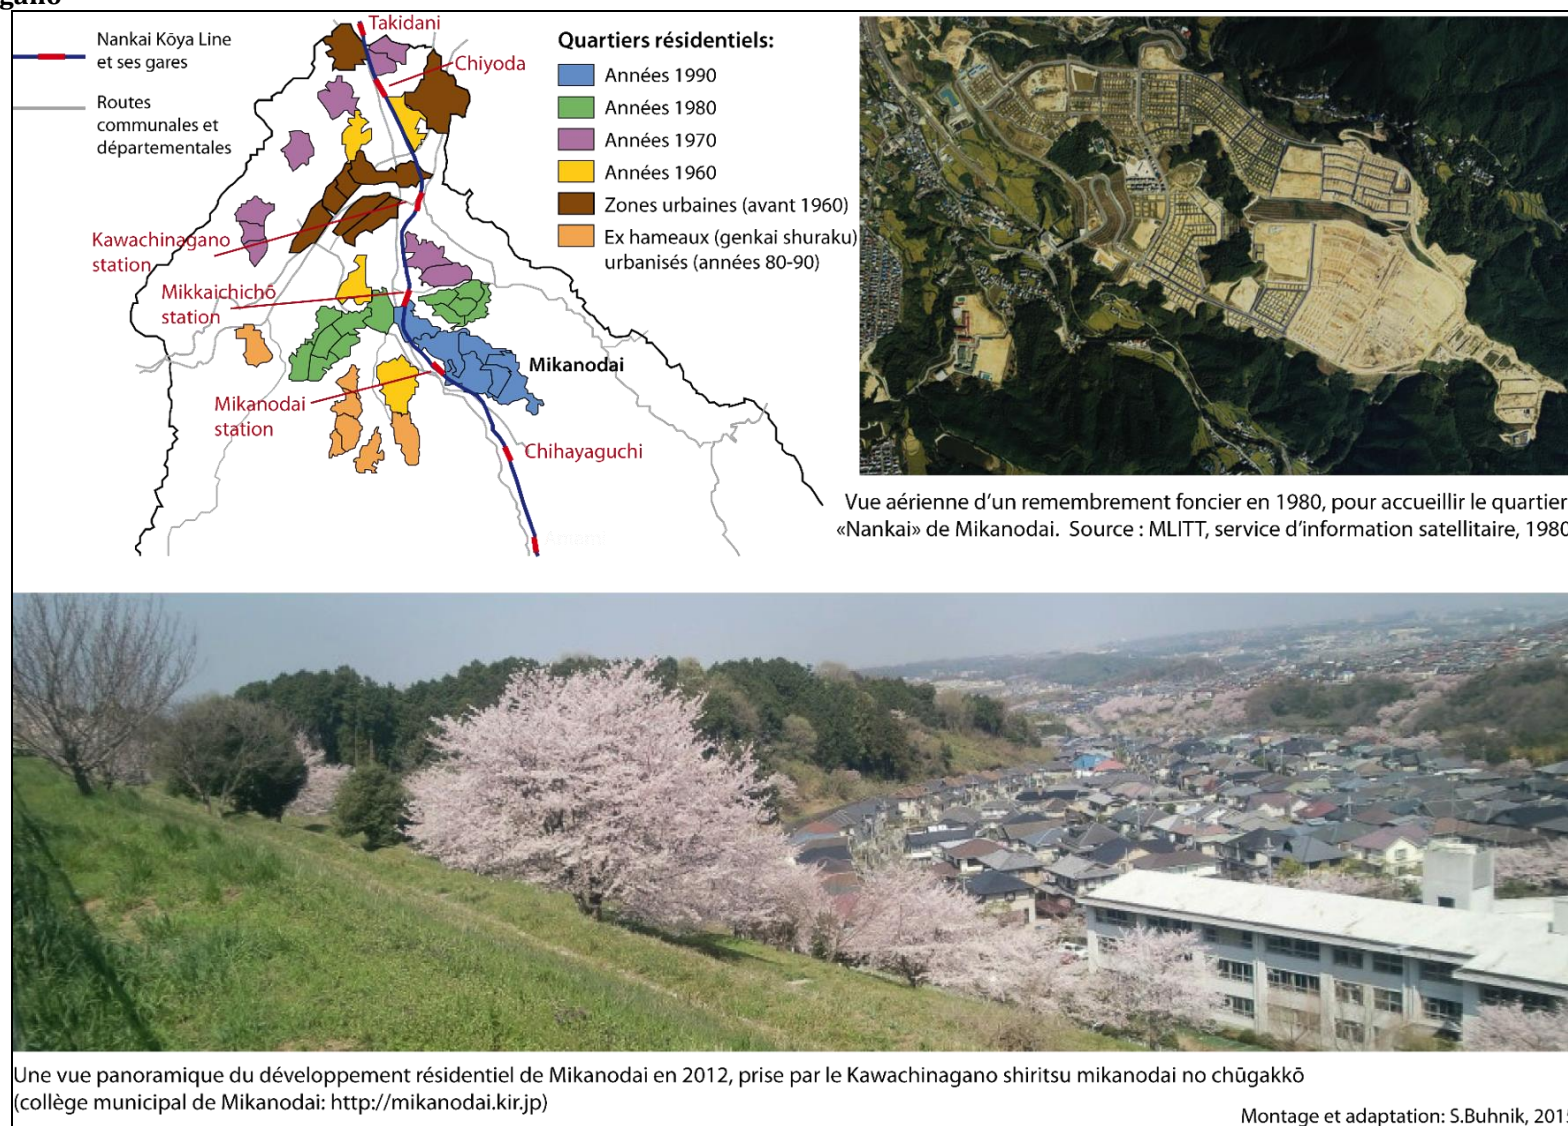 Nankai Kōya Line
et ses gares
Routes
communales et
départementales
Takidani
Chiyoda
Kawachinagano
station
Mikkaichichō
station
Mikanodai
station
Mikanodai
Chihayaguchi
Quartiers résidentiels:
Années 1990
Années 1980
Années 1970
Années 1960
Zones urbaines (avant 1960)
Ex hameaux (genkai shuraku)
urbanisés (années 80-90)
Vue aérienne d'un remembrement foncier en 1980, pour accueillir le quartier
«Nankai» de Mikanodai. Source : MLITT, service d'information satellitaire, 1980
Une vue panoramique du développement résidentiel de Mikanodai en 2012, prise par le Kawachinagano shiritsu mikanodai no chūgakkō
(collège municipal de Mikanodai: http://mikanodai.kir.jp)
Montage et adaptation: S.Buhnik,